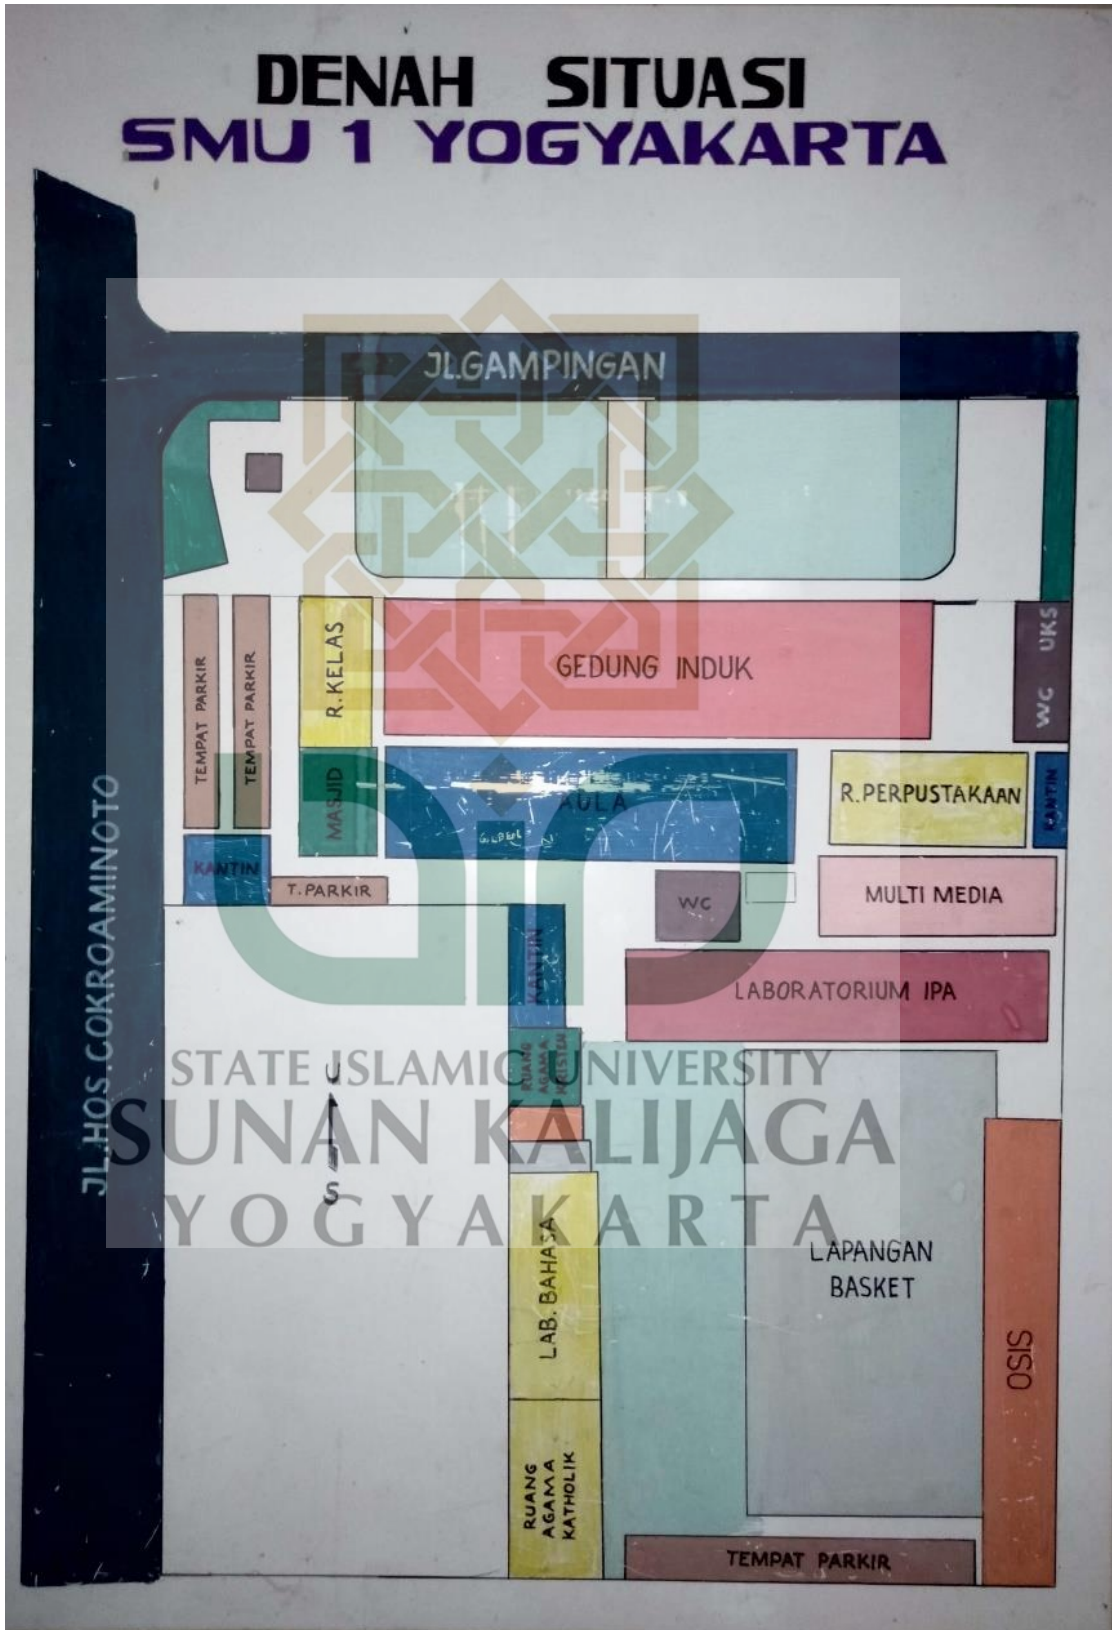 DENAH SITUASI
SMU 1 YOGYAKARTA
JL.GAMPINGAN
JL.HOS.COKROAMINOTO
TEMPAT PARKIR
TEMPAT PARKIR
R.KELAS
GEDUNG INDUK
WC UKS
MASJID
AULA
R.PERPUSTAKAAN
KANTIN
KANTIN
T.PARKIR
WC
MULTI MEDIA
KANTIN
LABORATORIUM IPA
RUANG
AGAMA
KRISTEN
U
S
STATE ISLAMIC UNIVERSITY
SUNAN KALIJAGA
YOGYAKARTA
LAB. BAHASA
LAPANGAN
BASKET
OSIS
RUANG
AGAMA
KATHOLIK
TEMPAT PARKIR